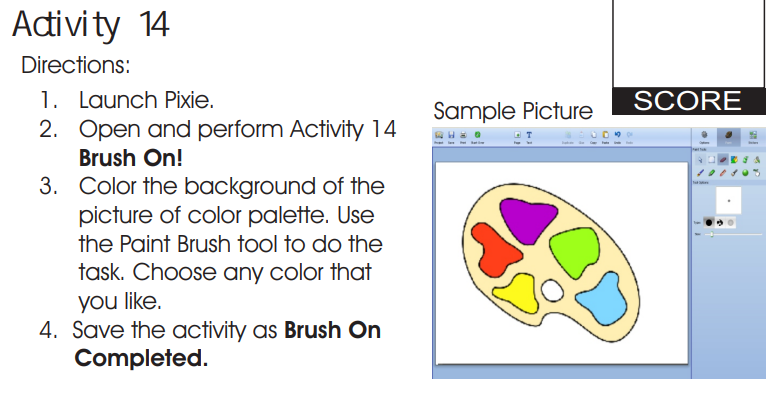 Activity 14
Directions:
1. Launch Pixie.
2. Open and perform Activity 14
Brush On!
3. Color the background of the
picture of color palette. Use
the Paint Brush tool to do the
task. Choose any color that
you like.
4. Save the activity as Brush On
Completed.
SCORE
Sample Picture